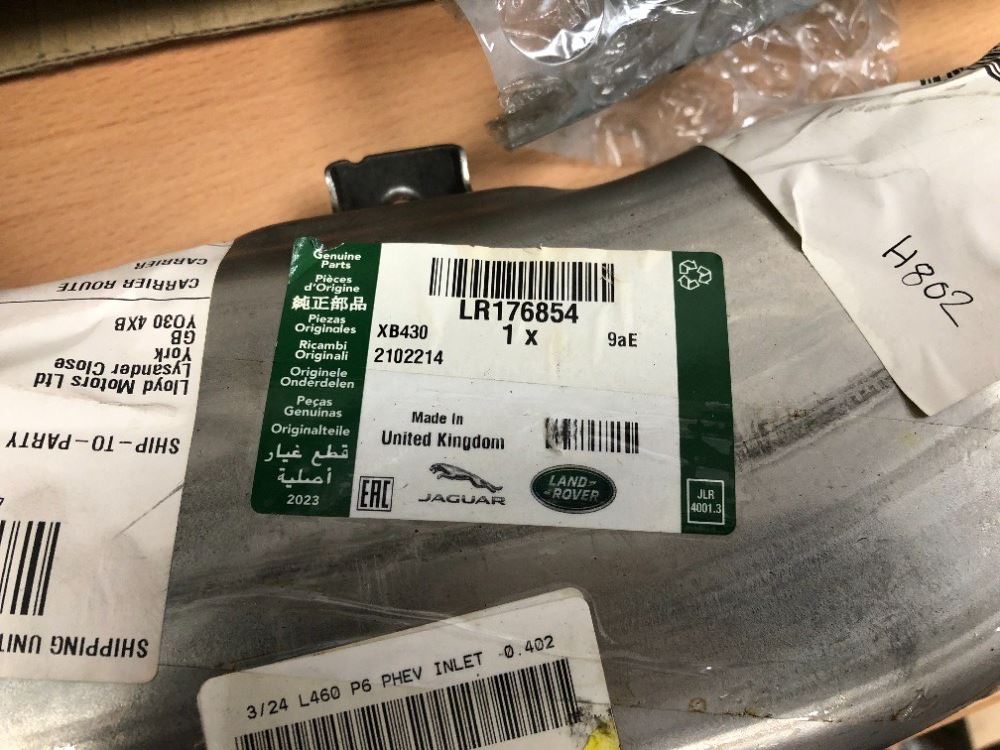 Genuine
Parts
Pièces
d'Origine
純正部品
Piezas
Originales
Ricambi
Originali
Originele
Onderdelen
Peças
Genuinas
Originalteile
قطع غيار
أصلية
2023
LR176854
XB430
1 x
9aE
2102214
Made In
United Kingdom
EAC
JAGUAR
LAND-
-ROVER
JLR
4001.3
H802
SHIPPING UNIT
SHIP-TO-PARTY
Lloyd Motors Ltd
Lysander Close
York
GB
YO30 4XB
CARRIER ROUTE
CARRIER
3/24 L460 P6 PHEV INLET -0.402